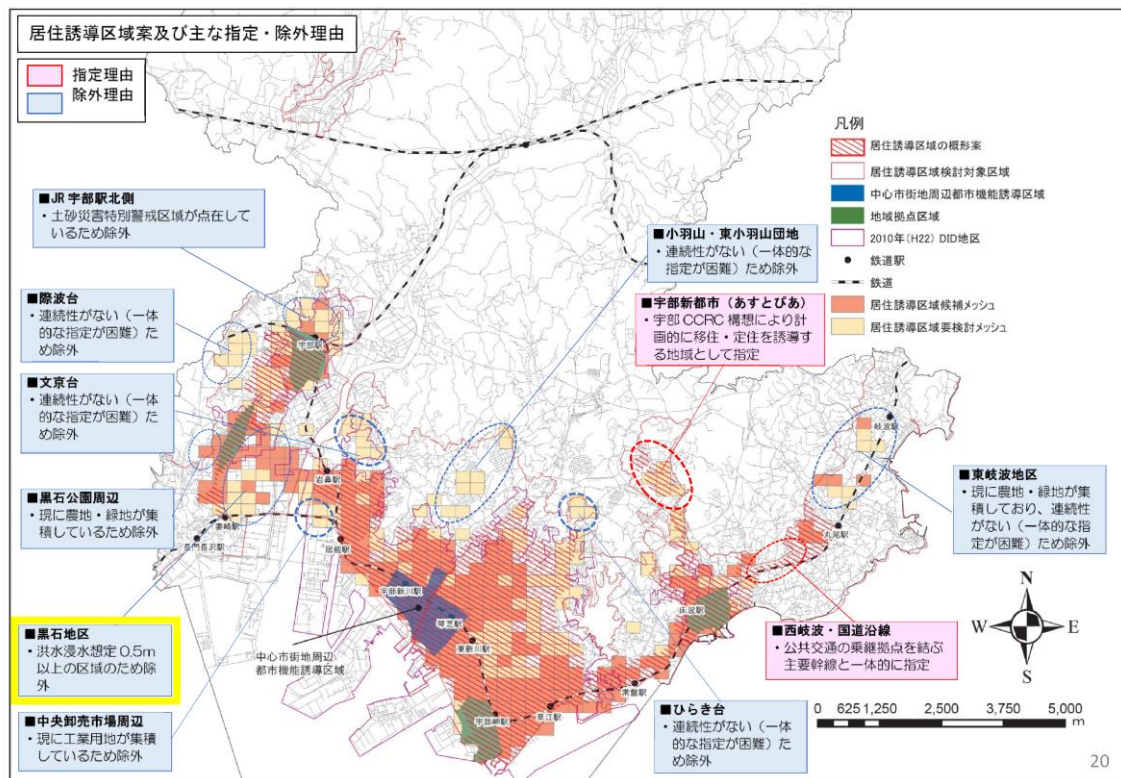 居住誘導区域案及び主な指定・除外理由
指定理由
除外理由
凡例
居住誘導区域の概形案
居住誘導区域検討対象区域
中心市街地周辺都市機能誘導区域
地域拠点区域
2010年(H22) DID地区
鉄道駅
鉄道
居住誘導区域候補メッシュ
居住誘導区域要検討メッシュ
■JR宇部駅北側
・土砂災害特別警戒区域が点在して
いるため除外
■小羽山・東小羽山団地
・連続性がない（一体的な
指定が困難）ため除外
■際波台
・連続性がない（一体
的な指定が困難）た
め除外
■宇部新都市（あすとぴあ）
・宇部CCRC構想により計
画的に移住・定住を誘導す
る地域として指定
■文京台
・連続性がない（一体
的な指定が困難）た
め除外
■黒石公園周辺
・現に農地・緑地が集
積しているため除外
■東岐波地区
・現に農地・緑地が集
積しており、連続性
がない（一体的な指
定が困難）ため除外
■黒石地区
・洪水浸水想定0.5m
以上の区域のため除
外
■西岐波・国道沿線
・公共交通の乗継拠点を結ぶ
主要幹線と一体的に指定
■中央卸売市場周辺
・現に工業用地が集積
しているため除外
■ひらき台
・連続性がない（一体
的な指定が困難）た
め除外
宇部駅
岩鼻駅
妻崎駅
長門長沢駅
居能駅
宇部新川駅
琴芝駅
東新川駅
中心市街地周辺
都市機能誘導区域
宇部岬駅
草江駅
常盤駅
床波駅
丸尾駅
岐波駅
N
W
E
S
0 625 1,250 2,500 3,750 5,000
m
20